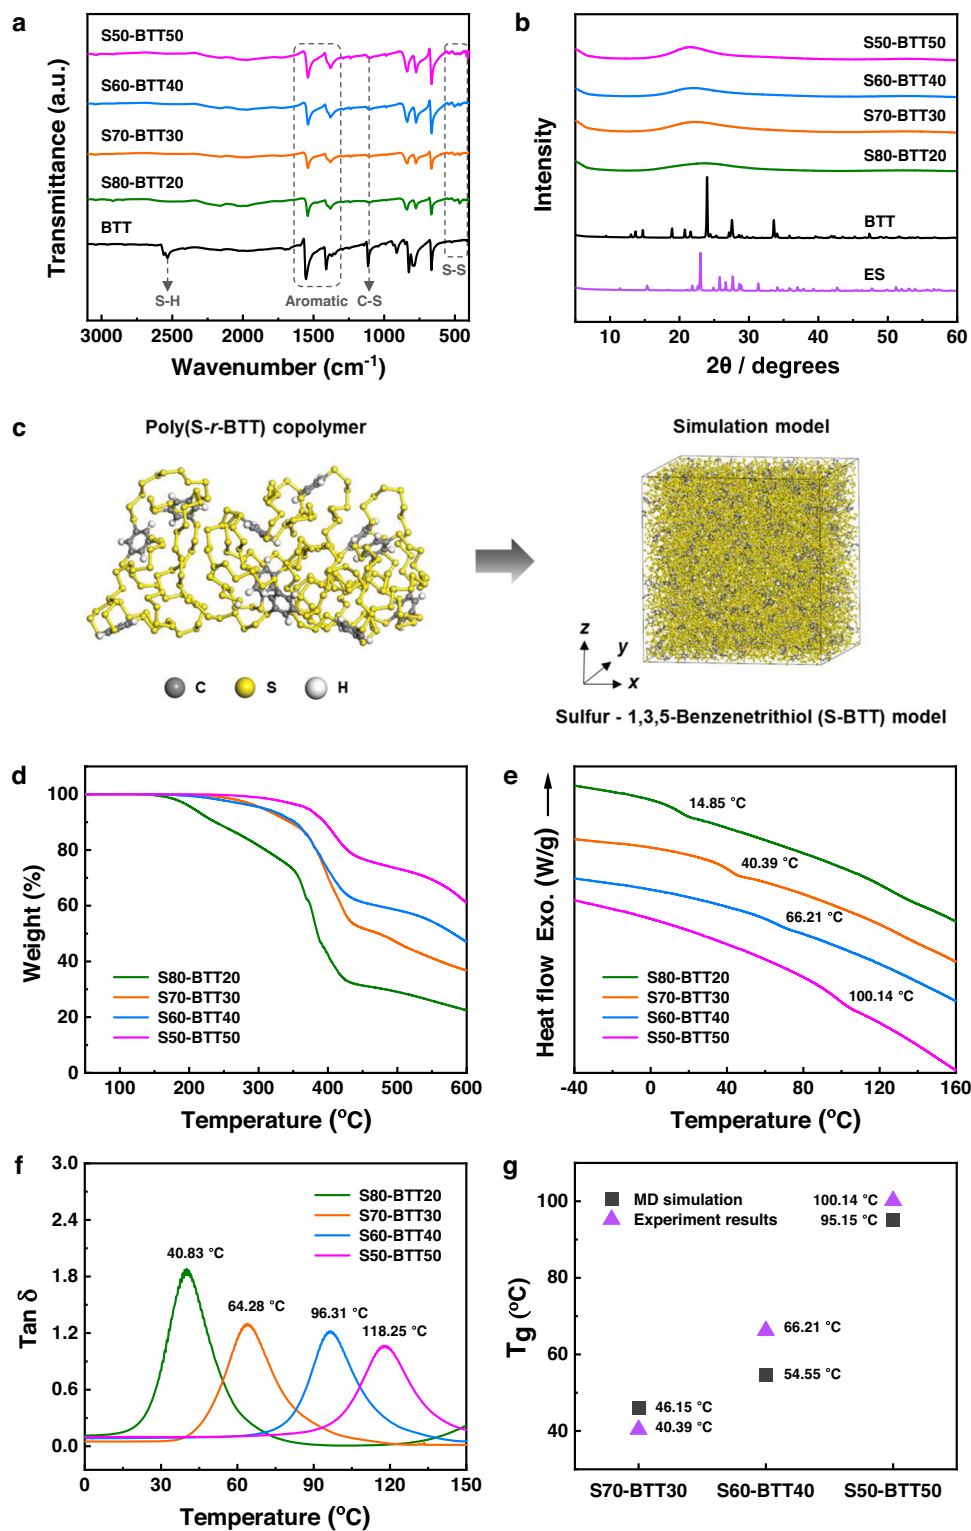 a
S50-BTT50
S60-BTT40
S70-BTT30
S80-BTT20
BTT
S-H
Aromatic
C-S
S-S
Transmittance (a.u.)
3000 2500 2000 1500 1000 500
Wavenumber (cm⁻¹)
b
S50-BTT50
S60-BTT40
S70-BTT30
S80-BTT20
BTT
ES
Intensity
10 20 30 40 50 60
2θ / degrees
c
Poly(S-r-BTT) copolymer
Simulation model
C S H
z
y
x
Sulfur - 1,3,5-Benzenetrithiol (S-BTT) model
d
Weight (%)
100
80
60
40
20
0
S80-BTT20
S70-BTT30
S60-BTT40
S50-BTT50
100 200 300 400 500 600
Temperature (°C)
e
Heat flow Exo. (W/g)
14.85 °C
40.39 °C
66.21 °C
100.14 °C
S80-BTT20
S70-BTT30
S60-BTT40
S50-BTT50
-40 0 40 80 120 160
Temperature (°C)
f
Tan δ
3.0
2.4
1.8
1.2
0.6
0.0
S80-BTT20
S70-BTT30
S60-BTT40
S50-BTT50
40.83 °C
64.28 °C
96.31 °C
118.25 °C
0 30 60 90 120 150
Temperature (°C)
g
Tg (°C)
100
80
60
40
MD simulation
Experiment results
100.14 °C
95.15 °C
66.21 °C
54.55 °C
46.15 °C
40.39 °C
S70-BTT30 S60-BTT40 S50-BTT50